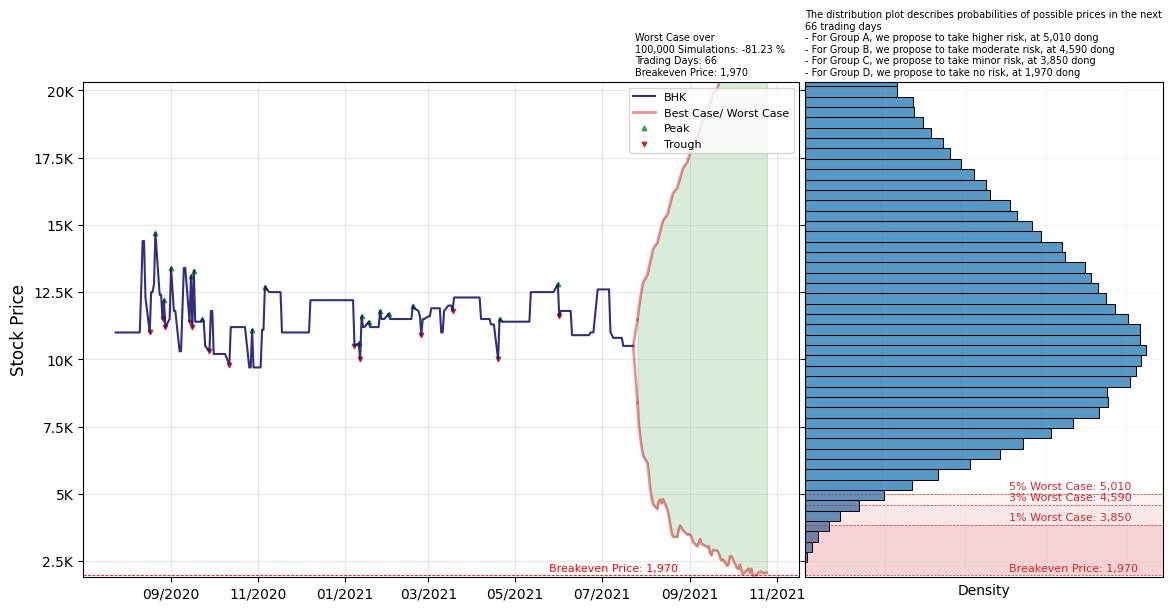 The distribution plot describes probabilities of possible prices in the next
66 trading days
- For Group A, we propose to take higher risk, at 5,010 dong
- For Group B, we propose to take moderate risk, at 4,590 dong
- For Group C, we propose to take minor risk, at 3,850 dong
- For Group D, we propose to take no risk, at 1,970 dong
Worst Case over
100,000 Simulations: -81.23 %
Trading Days: 66
Breakeven Price: 1,970
BHK
Best Case/ Worst Case
Peak
Trough
Stock Price
20K
17.5K
15K
12.5K
10K
7.5K
5K
2.5K
Breakeven Price: 1,970
09/2020
11/2020
01/2021
03/2021
05/2021
07/2021
09/2021
11/2021
5% Worst Case: 5,010
3% Worst Case: 4,590
1% Worst Case: 3,850
Breakeven Price: 1,970
Density